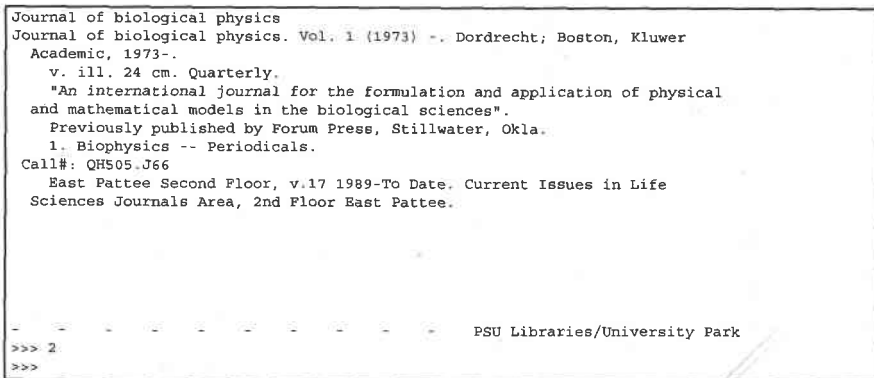 Journal of biological physics
Journal of biological physics. Vol. 1 (1973) -. Dordrecht; Boston, Kluwer
Academic, 1973-.
v. ill. 24 cm. Quarterly.
"An international journal for the formulation and application of physical
and mathematical models in the biological sciences".
Previously published by Forum Press, Stillwater, Okla.
1. Biophysics -- Periodicals.
Call#: QH505.J66
East Pattee Second Floor, v.17 1989-To Date. Current Issues in Life
Sciences Journals Area, 2nd Floor East Pattee.
- - - - - - - - - - PSU Libraries/University Park
>>> 2
>>>